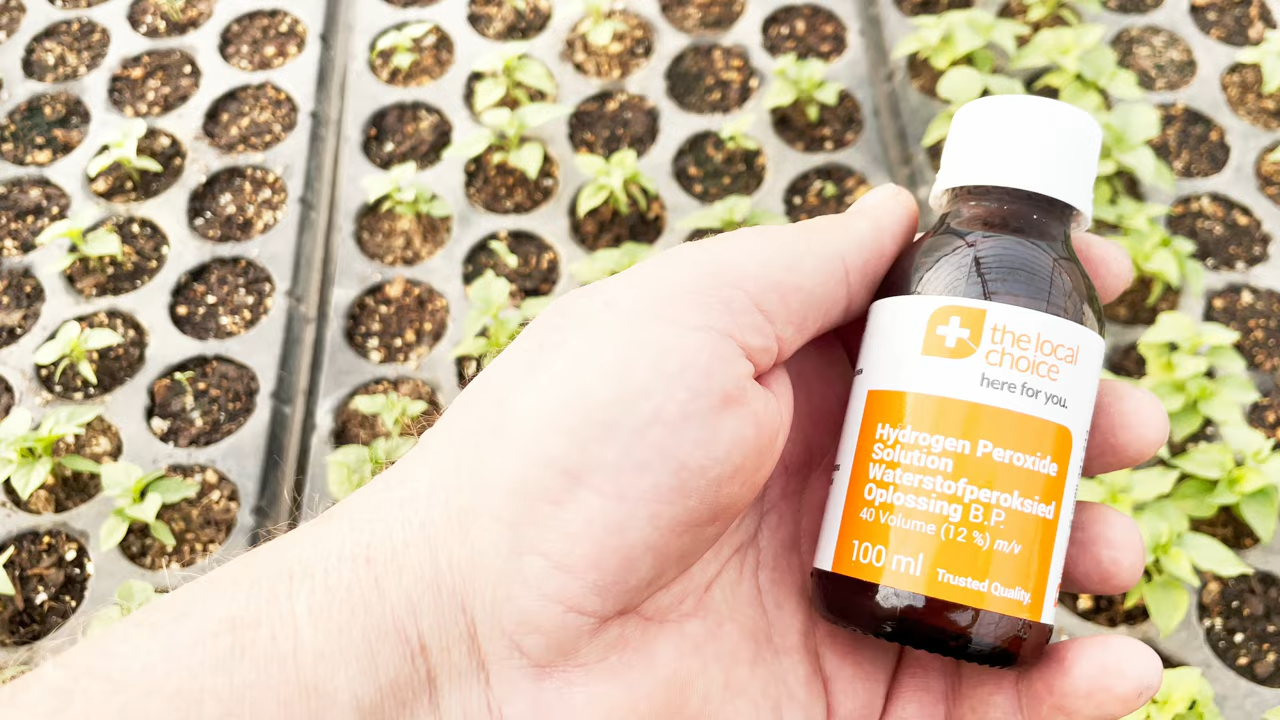 the local
choice
here for you.
Hydrogen Peroxide
Solution
Waterstofperoksied
Oplossing B.P.
40 Volume (12 %) m/v
100 ml
Trusted Quality.